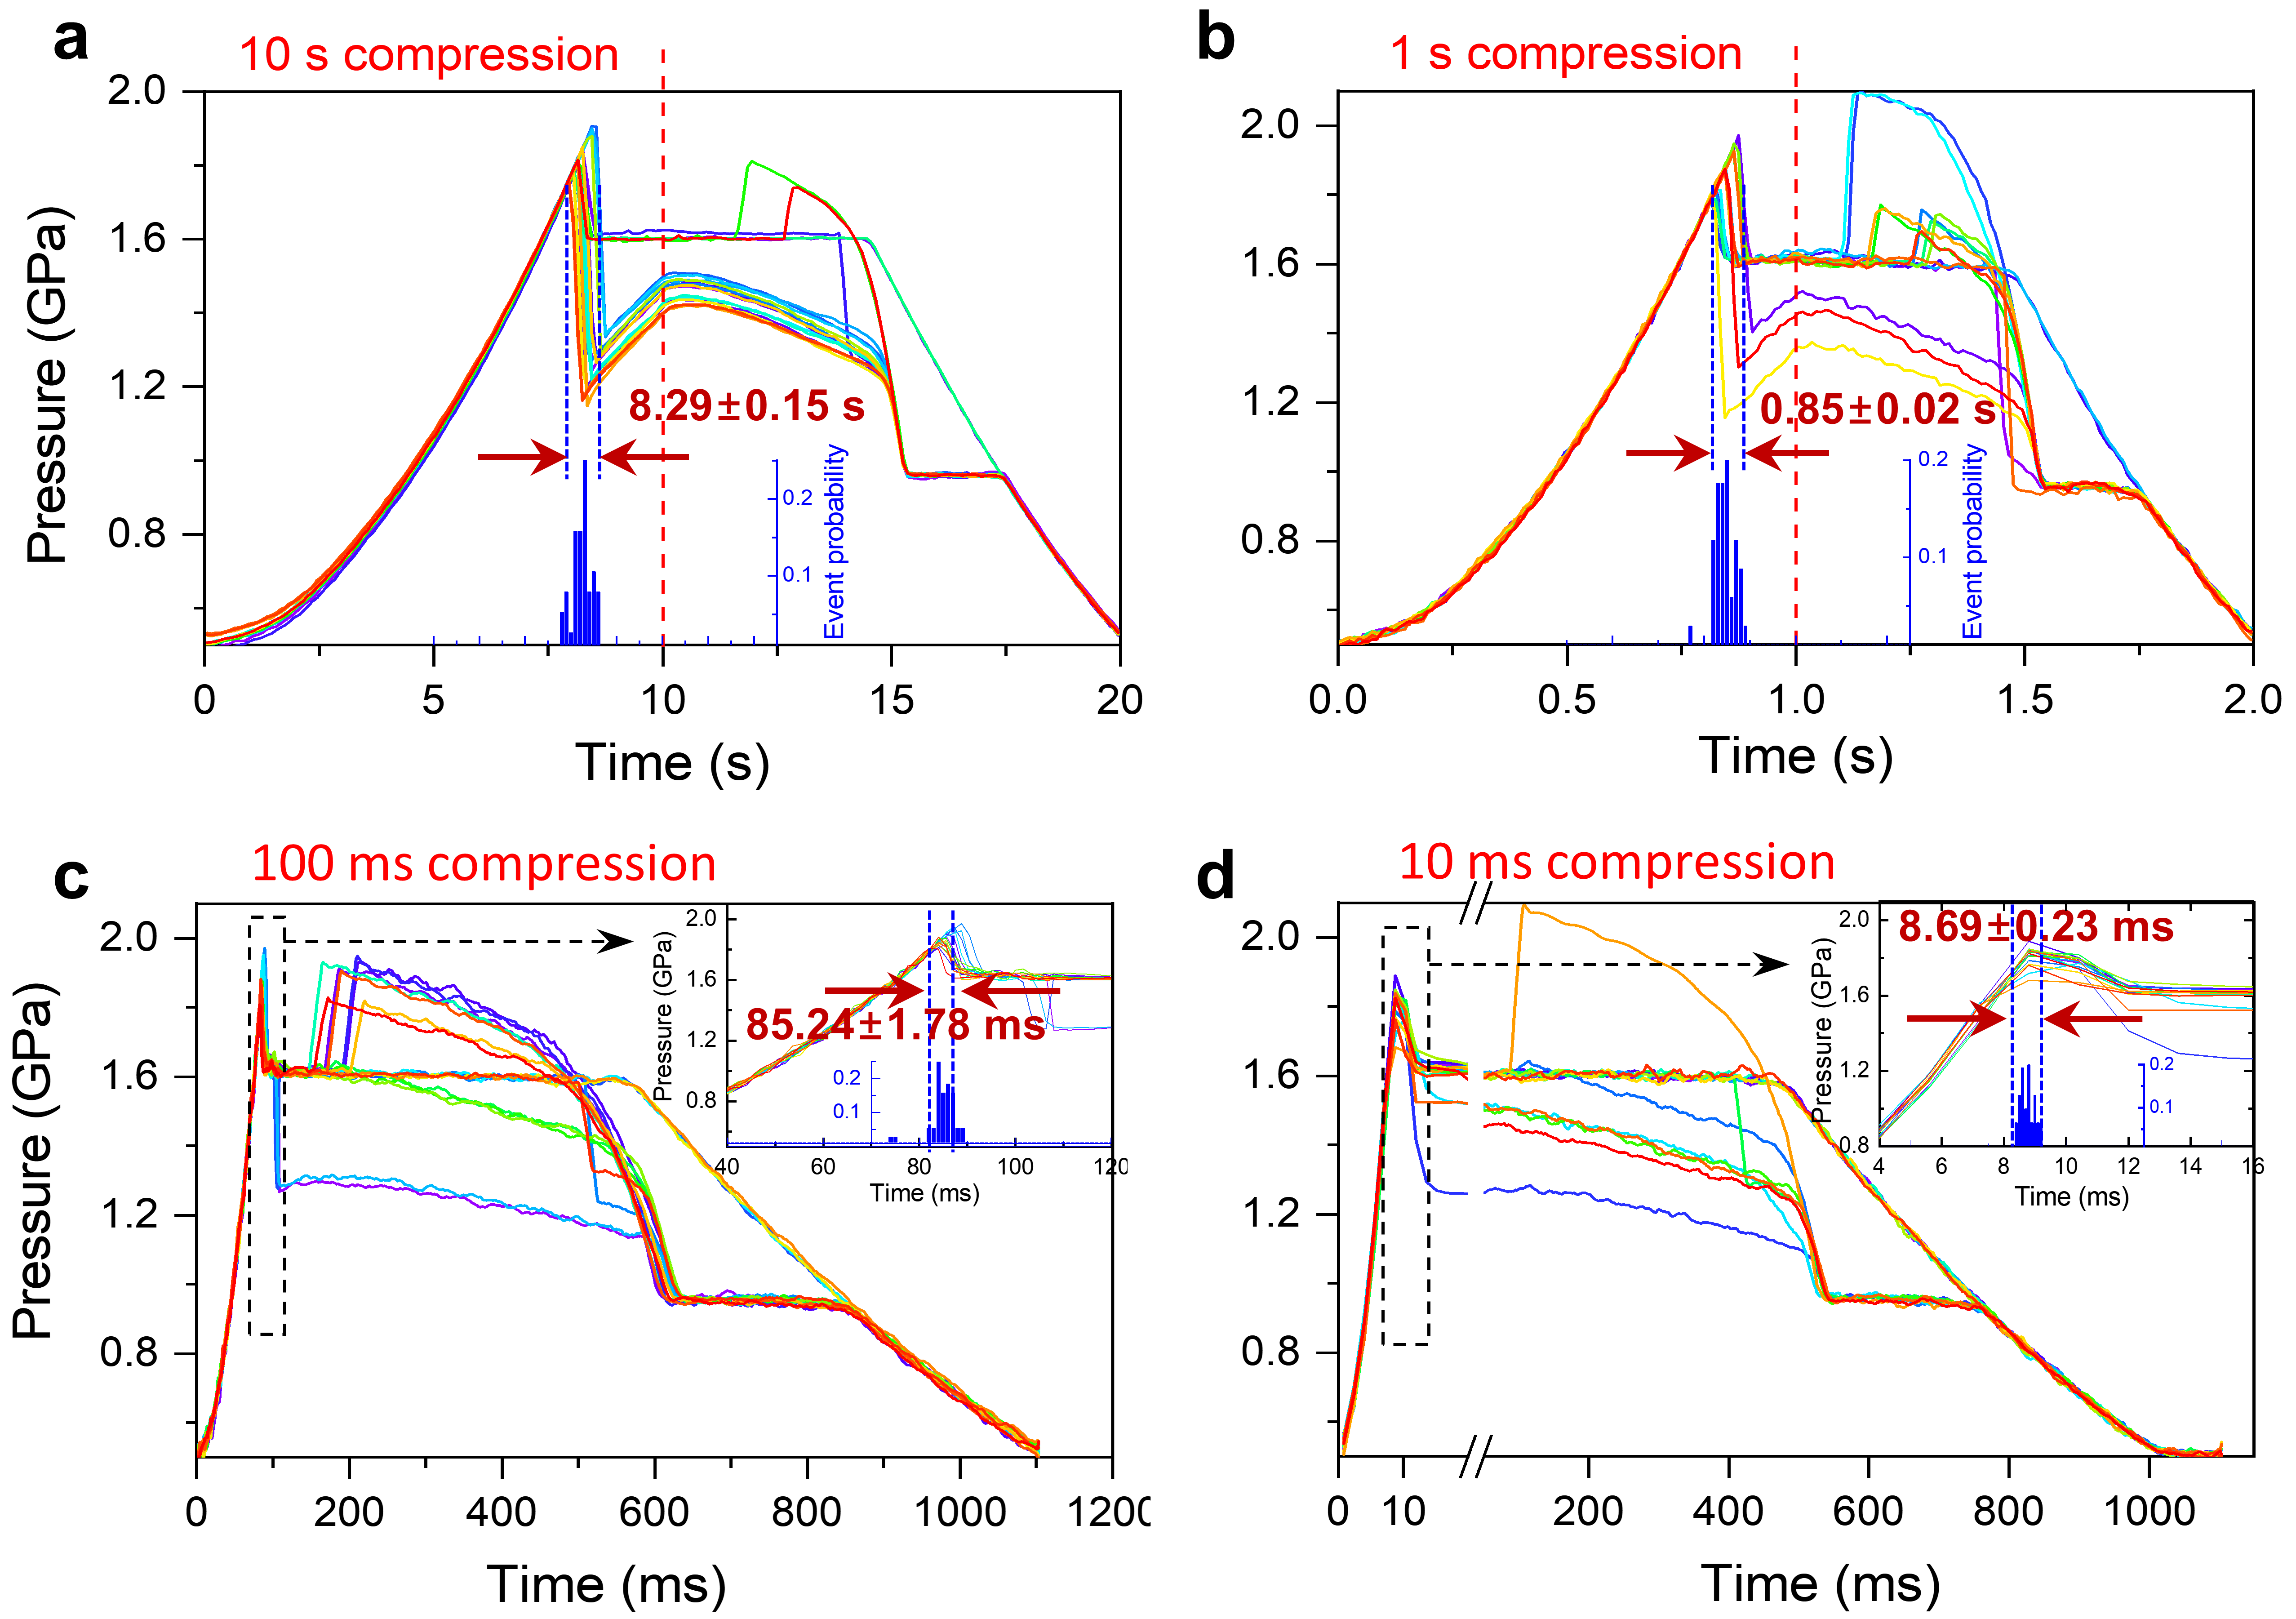 a
10 s compression
2.0
1.6
1.2
0.8
Pressure (GPa)
8.29±0.15 s
0.2
0.1
Event probability
0
5
10
15
20
Time (s)
b
1 s compression
2.0
1.6
1.2
0.8
0.85±0.02 s
0.2
0.1
Event probability
0.0
0.5
1.0
1.5
2.0
Time (s)
c
100 ms compression
2.0
1.6
1.2
0.8
Pressure (GPa)
2.0
1.6
1.2
0.8
Pressure (GPa)
85.24±1.78 ms
0.2
0.1
40
60
80
100
120
Time (ms)
0
200
400
600
800
1000
1200
Time (ms)
d
10 ms compression
2.0
1.6
1.2
0.8
2.0
1.6
1.2
0.8
Pressure (GPa)
8.69±0.23 ms
0.2
0.1
4
6
8
10
12
14
16
Time (ms)
0
10
200
400
600
800
1000
Time (ms)